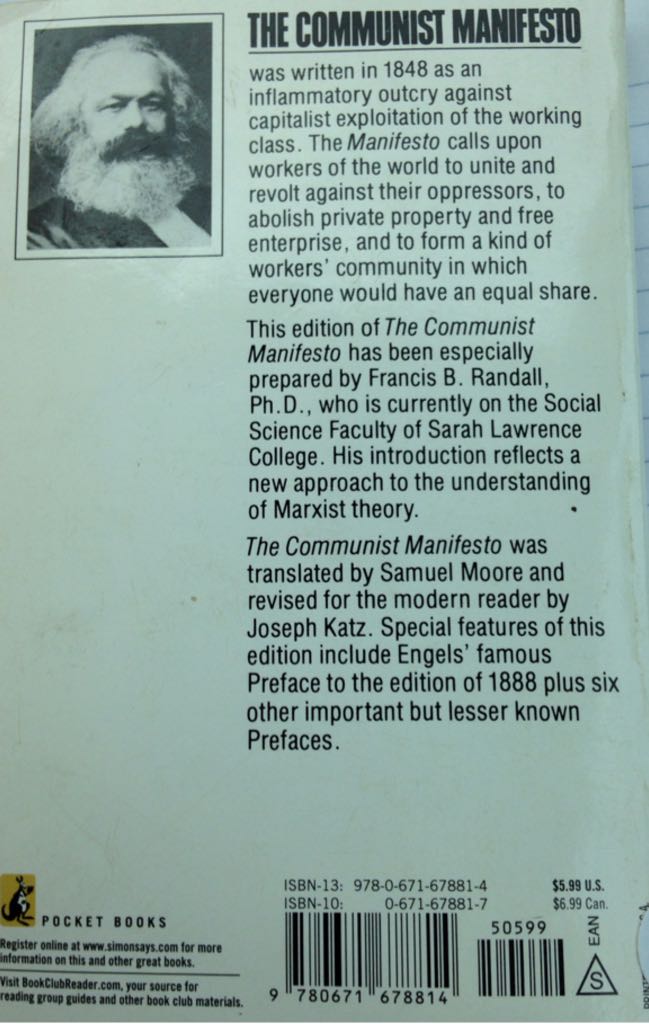 THE COMMUNIST MANIFESTO
was written in 1848 as an
inflammatory outcry against
capitalist exploitation of the working
class. The Manifesto calls upon
workers of the world to unite and
revolt against their oppressors, to
abolish private property and free
enterprise, and to form a kind of
workers' community in which
everyone would have an equal share.
This edition of The Communist
Manifesto has been especially
prepared by Francis B. Randall,
Ph.D., who is currently on the Social
Science Faculty of Sarah Lawrence
College. His introduction reflects a
new approach to the understanding
of Marxist theory.
The Communist Manifesto was
translated by Samuel Moore and
revised for the modern reader by
Joseph Katz. Special features of this
edition include Engels' famous
Preface to the edition of 1888 plus six
other important but lesser known
Prefaces.
POCKET BOOKS
Register online at www.simonsays.com for more
information on this and other great books.
Visit BookClubReader.com, your source for
reading group guides and other book club materials.
ISBN-13: 978-0-671-67881-4
ISBN-10: 0-671-67881-7
$5.99 U.S.
$6.99 Can.
9 780671 678814
50599
EAN
S